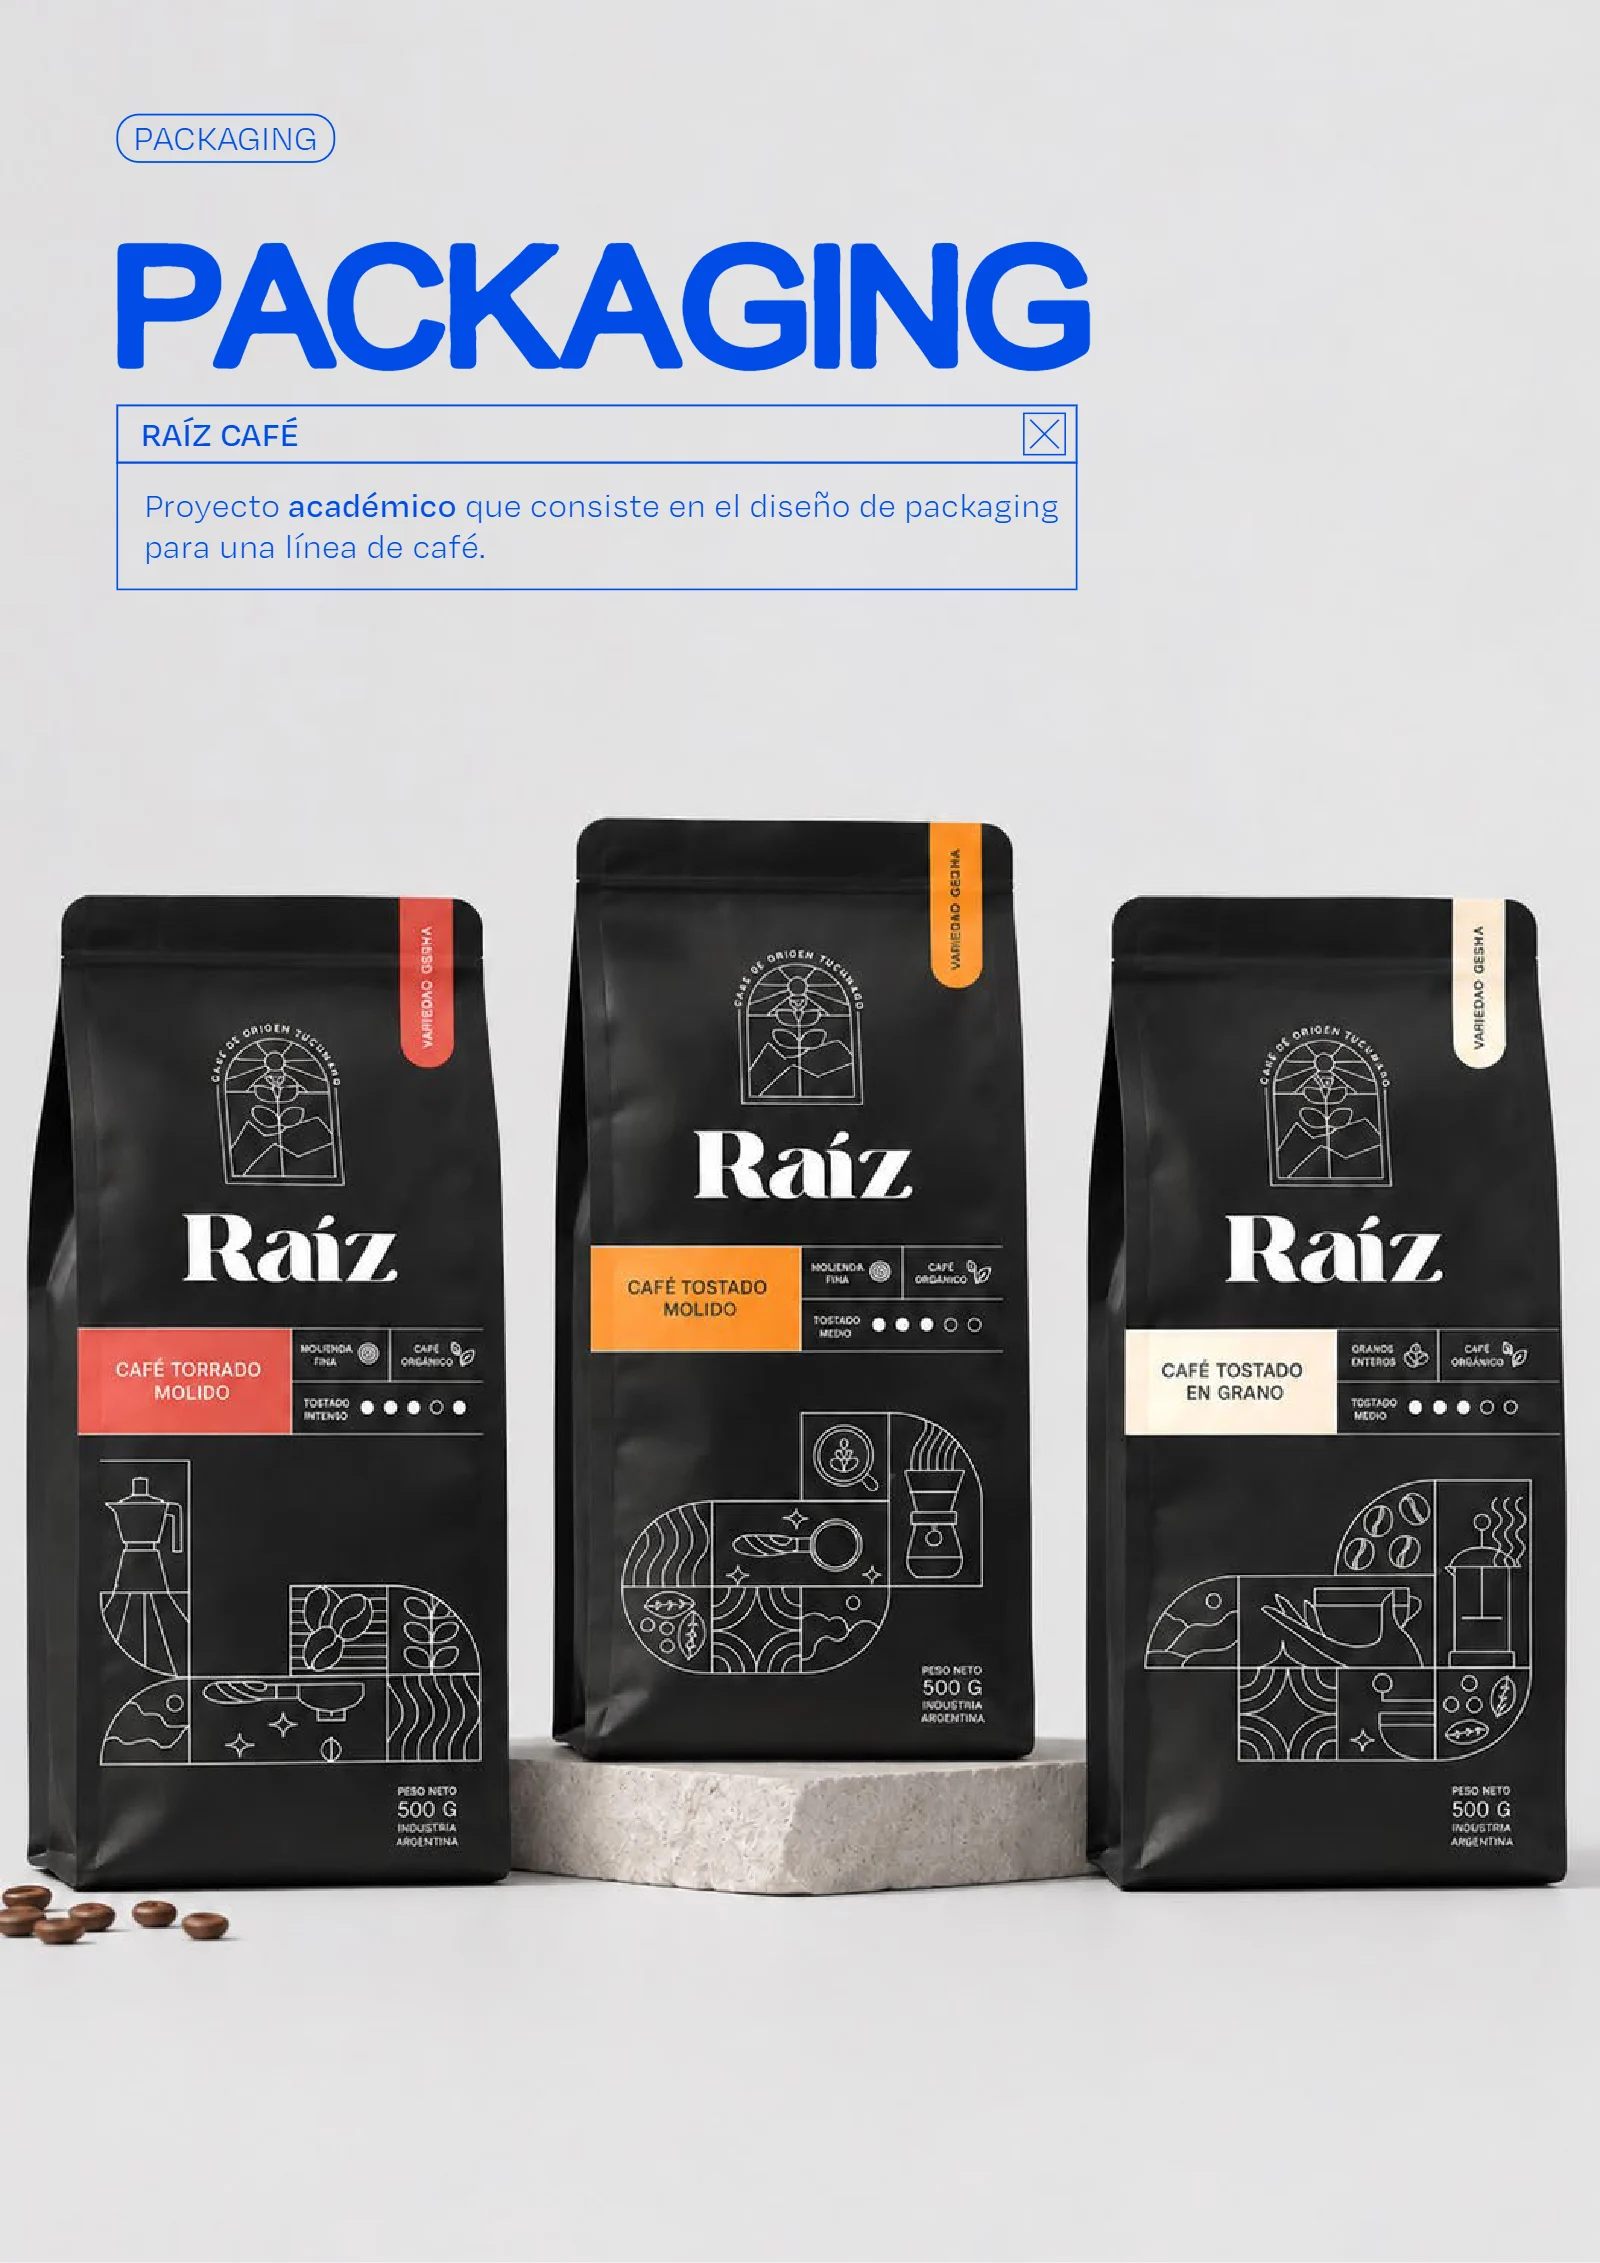 PACKAGING
PACKAGING
RAÍZ CAFÉ
Proyecto académico que consiste en el diseño de packaging
para una línea de café.
VARIEDAD GESHA
CAFÉ DE ORIGEN TUCUMANO
Raíz
CAFÉ TORRADO
MOLIDO
MOLIENDA
FINA
CAFÉ
ORGÁNICO
TOSTADO
INTENSO
PESO NETO
500 G
INDUSTRIA
ARGENTINA
VARIEDAD GESHA
CAFÉ DE ORIGEN TUCUMANO
Raíz
CAFÉ TOSTADO
MOLIDO
MOLIENDA
FINA
CAFÉ
ORGÁNICO
TOSTADO
MEDIO
PESO NETO
500 G
INDUSTRIA
ARGENTINA
VARIEDAD GESHA
CAFÉ DE ORIGEN TUCUMANO
Raíz
CAFÉ TOSTADO
EN GRANO
GRANOS
ENTEROS
CAFÉ
ORGÁNICO
TOSTADO
MEDIO
PESO NETO
500 G
INDUSTRIA
ARGENTINA